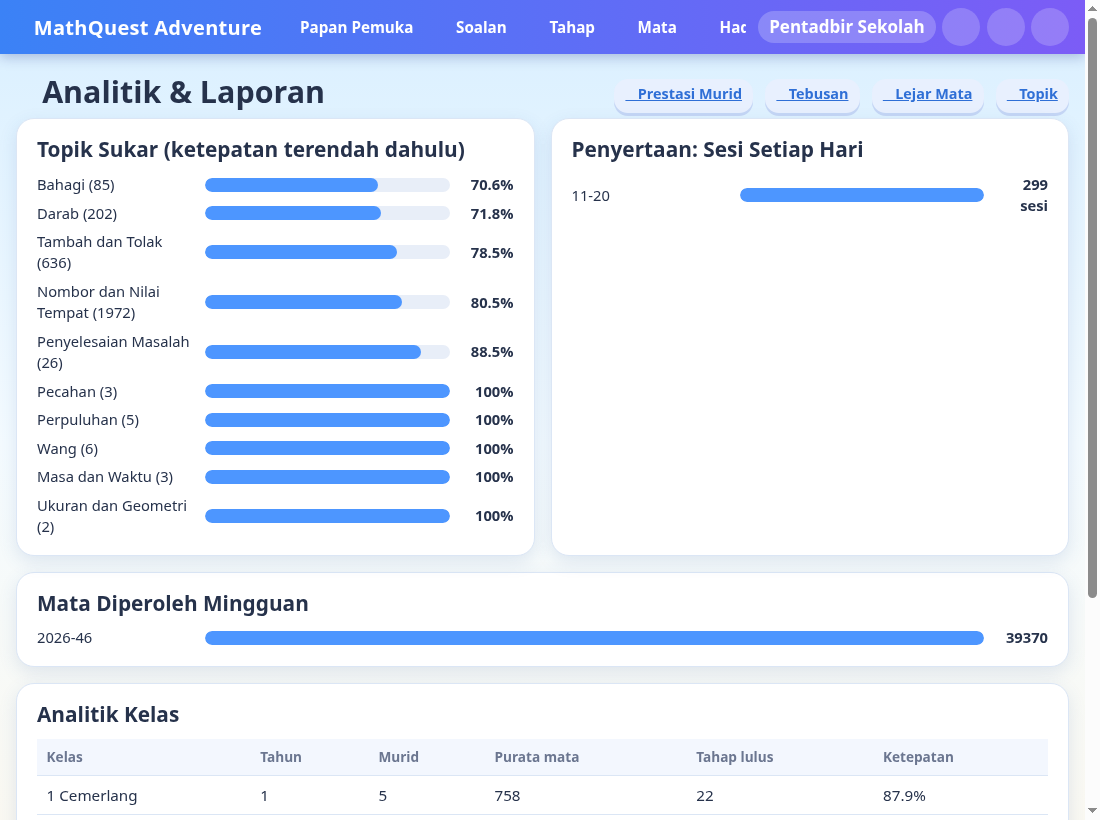 MathQuest Adventure
Papan Pemuka
Soalan
Tahap
Mata
Pentadbir Sekolah
Analitik & Laporan
Prestasi Murid
Tebusan
Lejar Mata
Topik
Topik Sukar (ketepatan terendah dahulu)
Bahagi (85) 70.6%
Darab (202) 71.8%
Tambah dan Tolak
(636) 78.5%
Nombor dan Nilai
Tempat (1972) 80.5%
Penyelesaian Masalah
(26) 88.5%
Pecahan (3) 100%
Perpuluhan (5) 100%
Wang (6) 100%
Masa dan Waktu (3) 100%
Ukuran dan Geometri
(2) 100%
Penyertaan: Sesi Setiap Hari
11-20 299
sesi
Mata Diperoleh Mingguan
2026-46 39370
Analitik Kelas
Kelas Tahun Murid Purata mata Tahap lulus Ketepatan
1 Cemerlang 1 5 758 22 87.9%